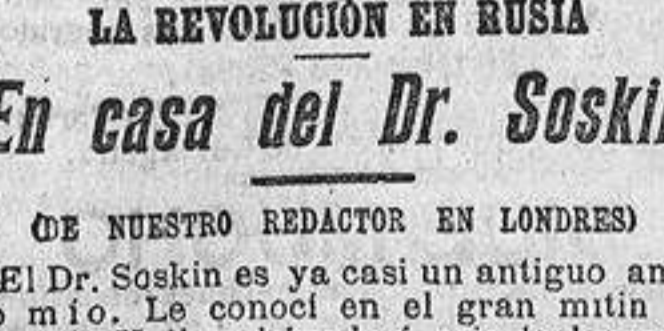 LA REVOLUCIÓN EN RUSIA
En casa del Dr. Soskin
(DE NUESTRO REDACTOR EN LONDRES)
El Dr. Soskin es ya casi un antiguo
mío. Le conocí en el gran mitin